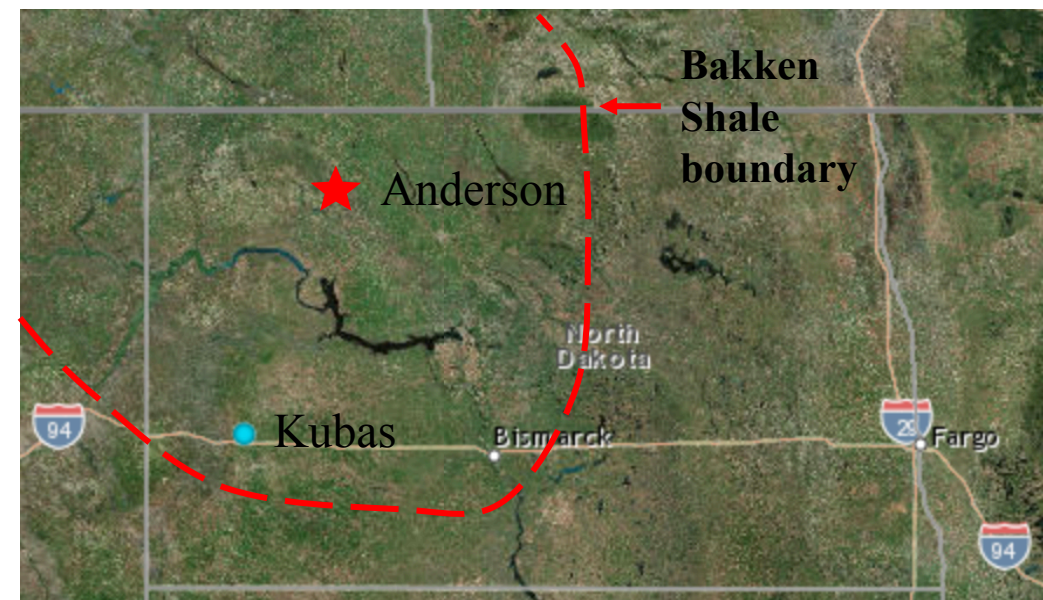 Bakken
Shale
boundary
Anderson
North
Dakota
94
Kubas
Bismarck
29
Fargo
94